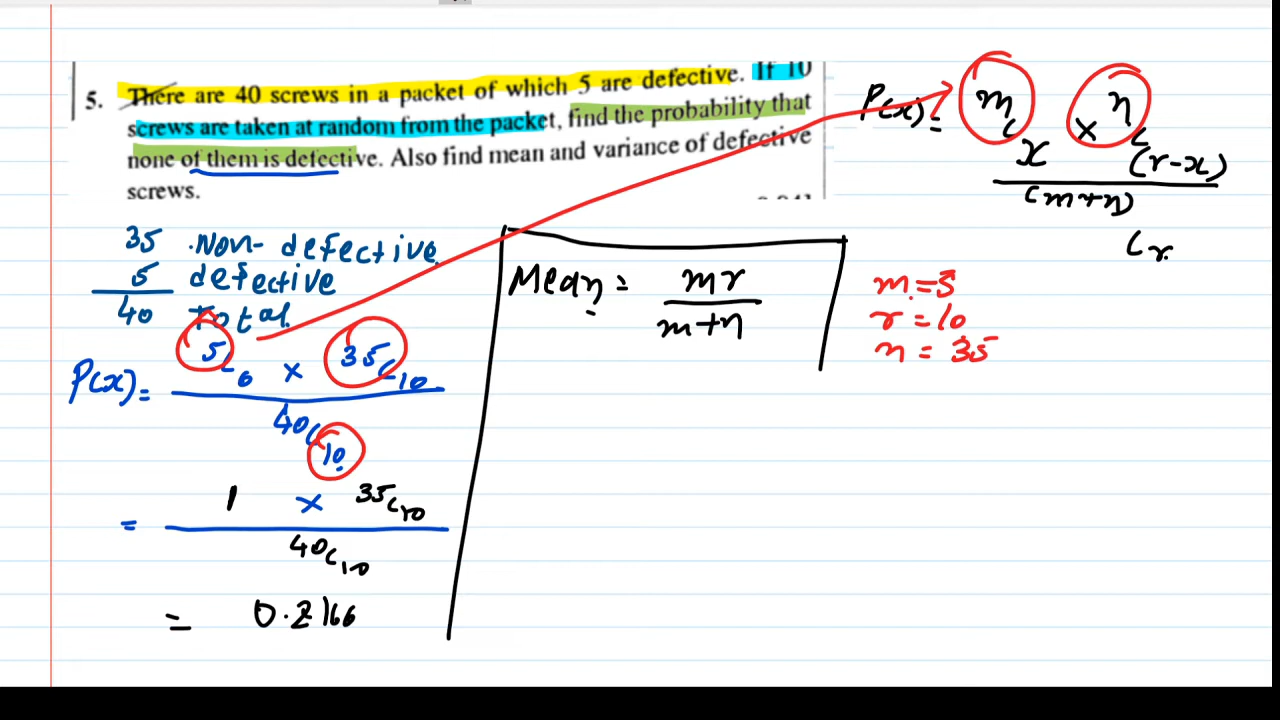 5. There are 40 screws in a packet of which 5 are defective. If 10
screws are taken at random from the packet, find the probability that
none of them is defective. Also find mean and variance of defective
screws.
P(x) = mCx × nC(r-x)
(m+n)Cr
35 Non-defective
5 defective
40 total
P(x) = 5C0 × 35C10
40C10
= 1 × 35C10
40C10
= 0.2166
Mean = mr
m+n
m = 5
r = 10
n = 35